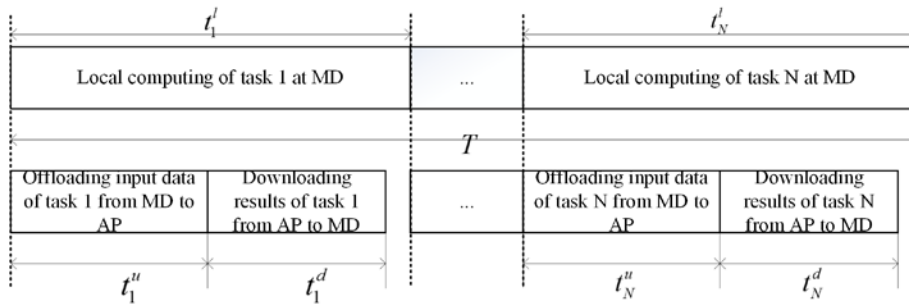 t_1^l
t_N^l
Local computing of task 1 at MD
...
Local computing of task N at MD
T
Offloading input data
of task 1 from MD to
AP
Downloading
results of task 1
from AP to MD
...
Offloading input data
of task N from MD to
AP
Downloading
results of task N
from AP to MD
t_1^u
t_1^d
t_N^u
t_N^d